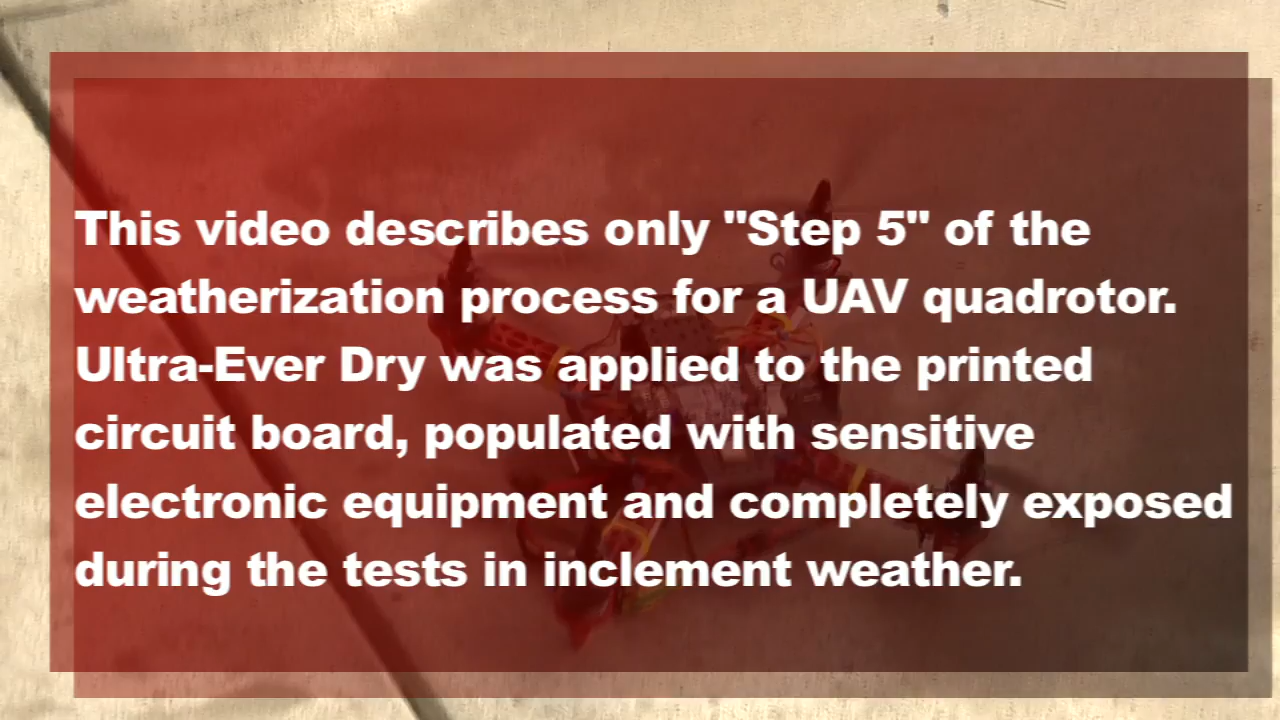 This video describes only "Step 5" of the
weatherization process for a UAV quadrotor.
Ultra-Ever Dry was applied to the printed
circuit board, populated with sensitive
electronic equipment and completely exposed
during the tests in inclement weather.